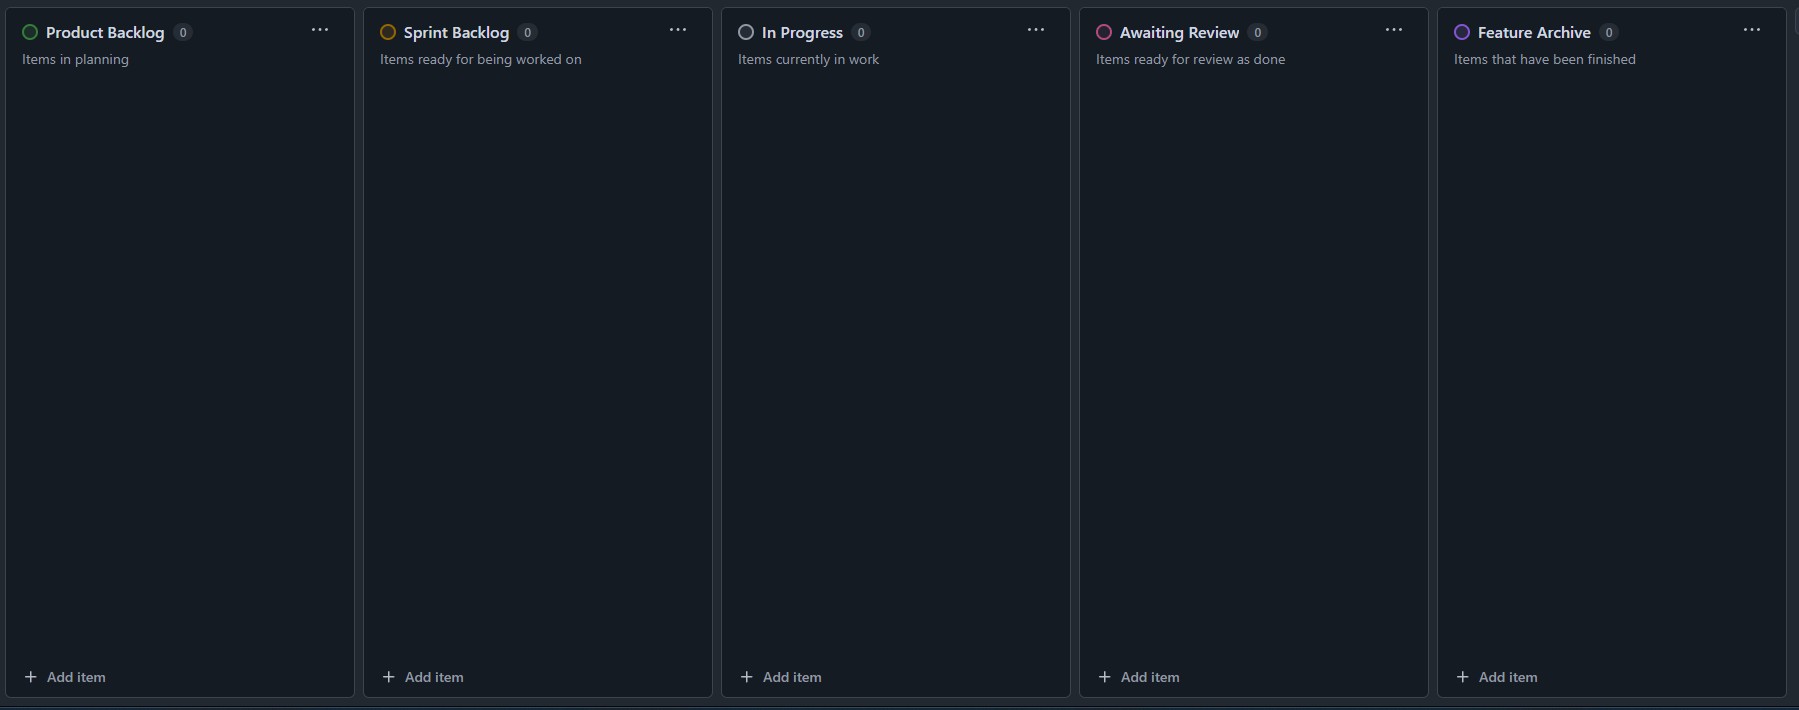 Product Backlog 0 ...
Items in planning
+ Add item
Sprint Backlog 0 ...
Items ready for being worked on
+ Add item
In Progress 0 ...
Items currently in work
+ Add item
Awaiting Review 0 ...
Items ready for review as done
+ Add item
Feature Archive 0 ...
Items that have been finished
+ Add item